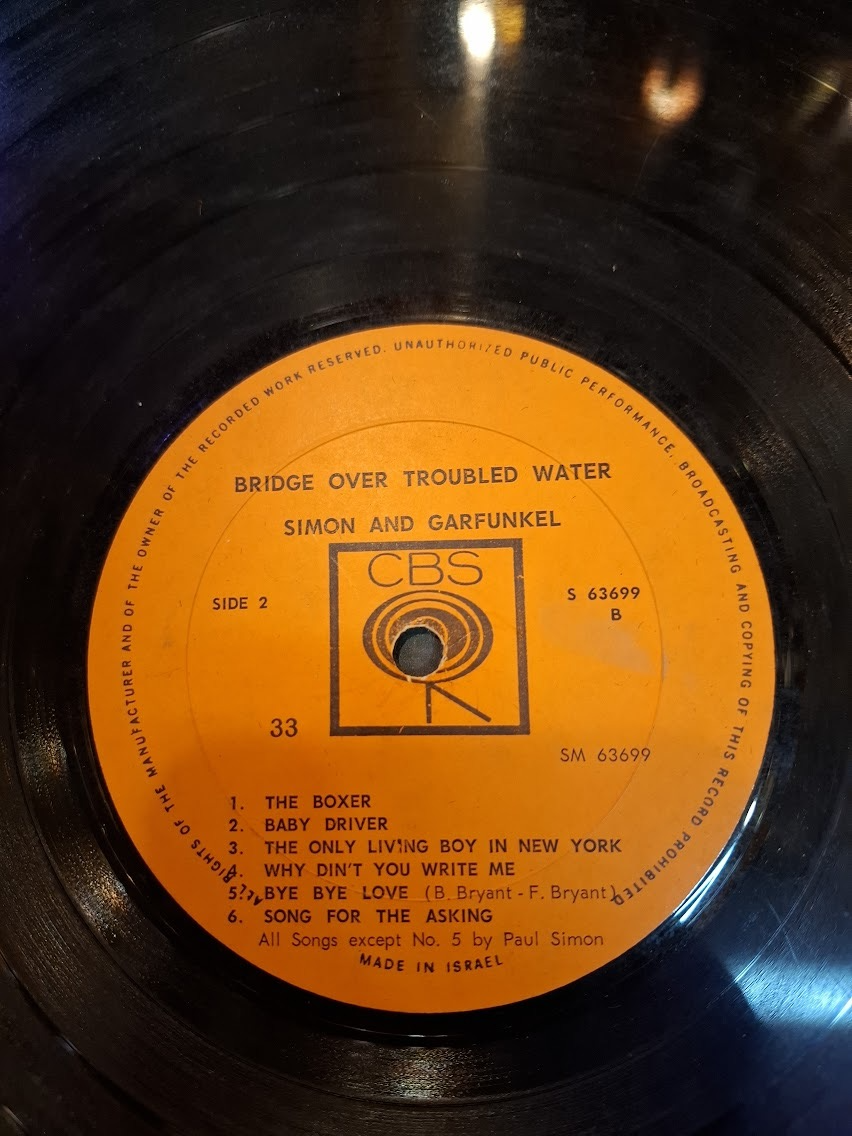 ALL RIGHTS OF THE MANUFACTURER AND OF THE OWNER OF THE RECORDED WORK RESERVED. UNAUTHORIZED PUBLIC PERFORMANCE, BROADCASTING AND COPYING OF THIS RECORD PROHIBITED
BRIDGE OVER TROUBLED WATER
SIMON AND GARFUNKEL
CBS
SIDE 2
S 63699
B
33
SM 63699
1. THE BOXER
2. BABY DRIVER
3. THE ONLY LIVING BOY IN NEW YORK
4. WHY DIN'T YOU WRITE ME
5. BYE BYE LOVE (B. Bryant - F. Bryant)
6. SONG FOR THE ASKING
All Songs except No. 5 by Paul Simon
MADE IN ISRAEL